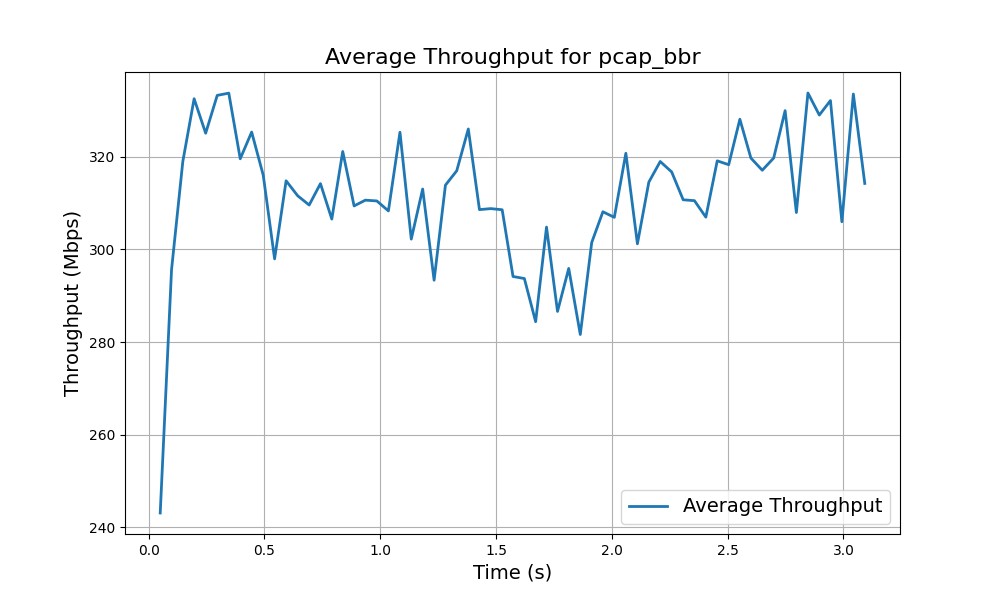 Average Throughput for pcap_bbr
Throughput (Mbps)
320
300
280
260
240
Average Throughput
0.0 0.5 1.0 1.5 2.0 2.5 3.0
Time (s)